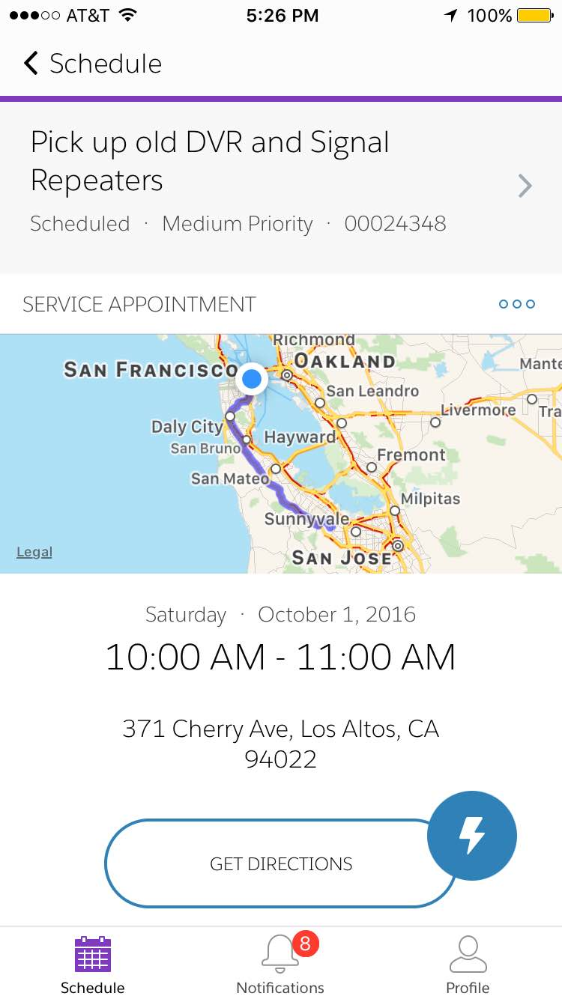 AT&T 5:26 PM 100%
Schedule
Pick up old DVR and Signal
Repeaters
Scheduled · Medium Priority · 00024348
SERVICE APPOINTMENT
Richmond
SAN FRANCISCO OAKLAND Mante
San Leandro
Livermore Tra
Daly City Hayward
San Bruno
Fremont
San Mateo
Milpitas
Sunnyvale
Legal SAN JOSE
Saturday · October 1, 2016
10:00 AM - 11:00 AM
371 Cherry Ave, Los Altos, CA
94022
GET DIRECTIONS
8
Schedule Notifications Profile